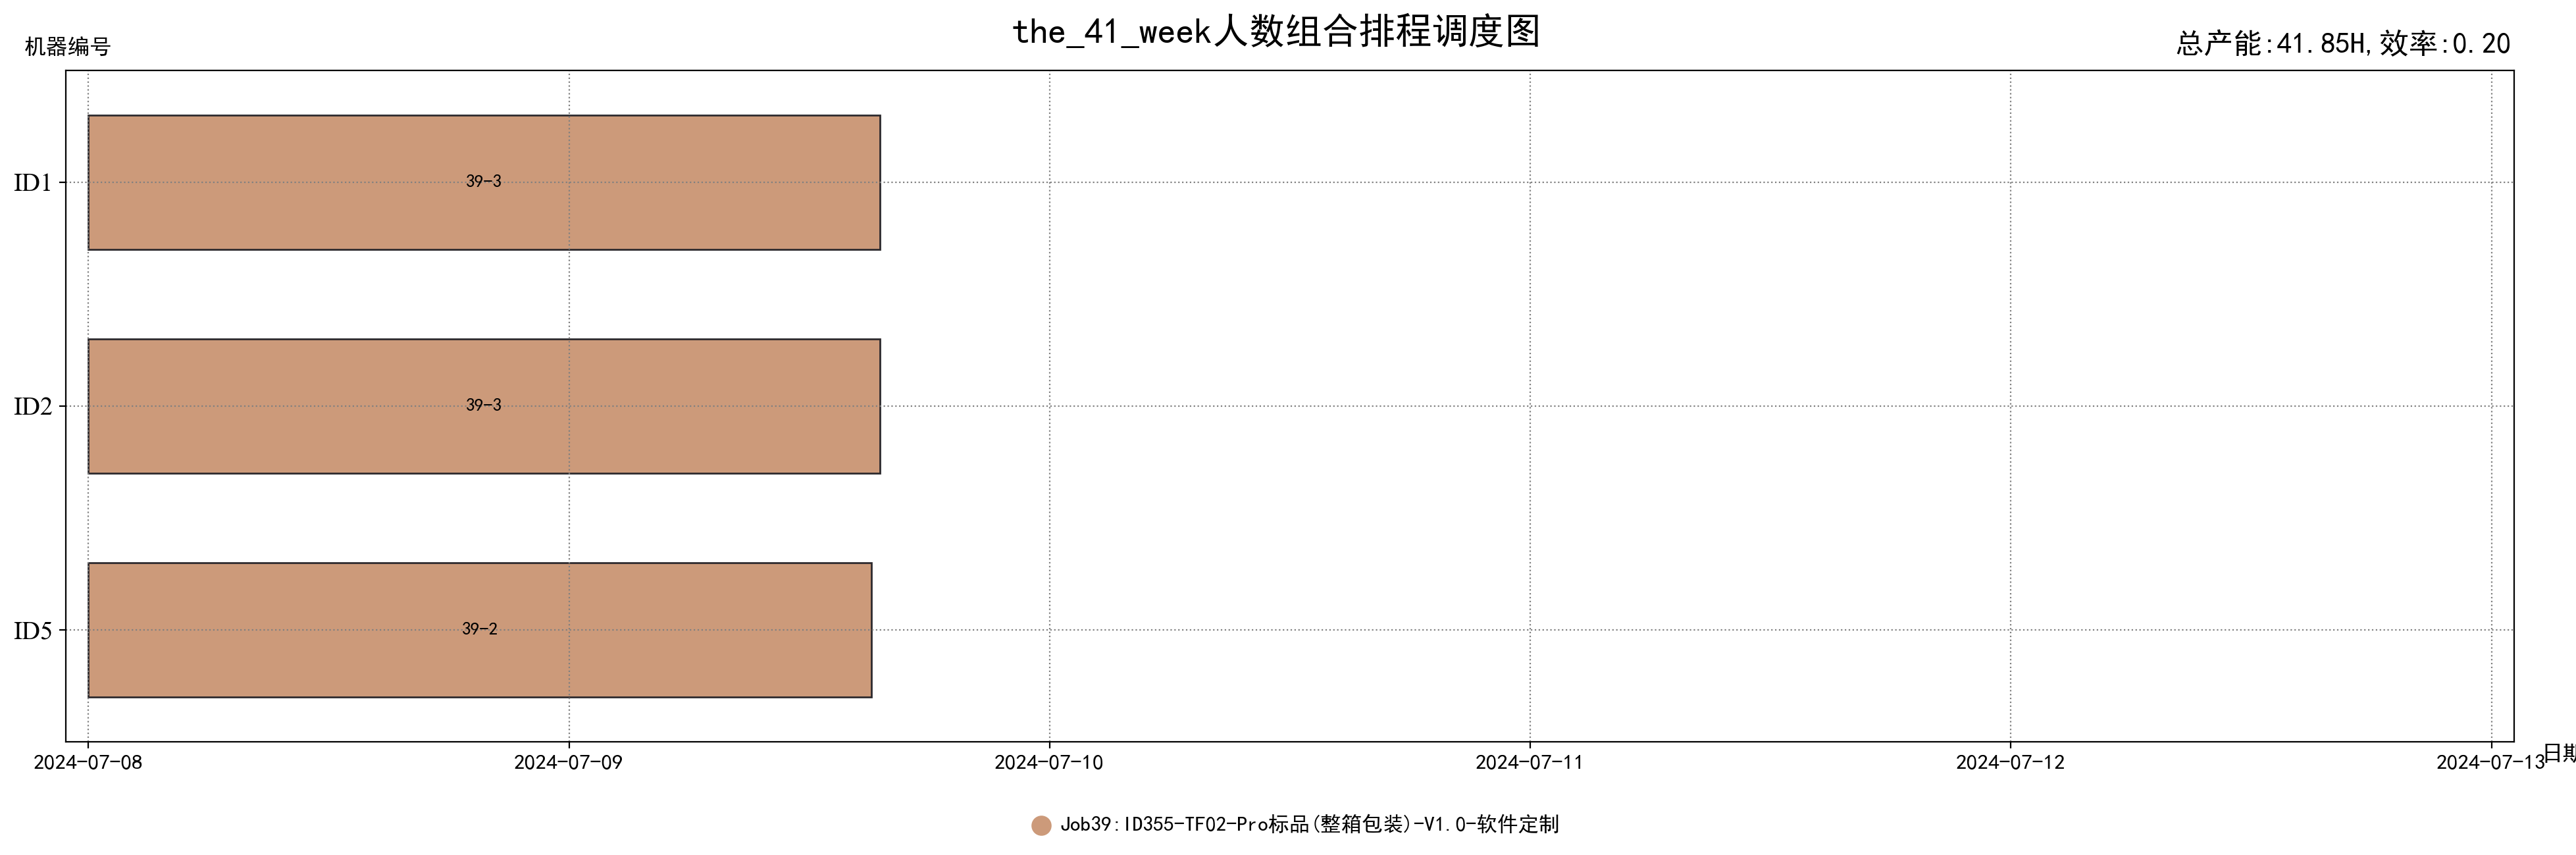 the_41_week人数组合排程调度图
机器编号
总产能:41.85H,效率:0.20
ID1
39-3
ID2
39-3
ID5
39-2
2024-07-08 2024-07-09 2024-07-10 2024-07-11 2024-07-12 2024-07-13
日期
Job39:ID355-TF02-Pro标品(整箱包装)-V1.0-软件定制